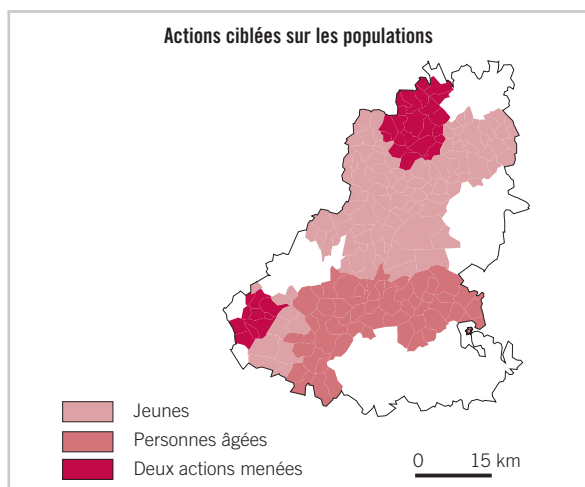 Actions ciblées sur les populations
Jeunes
Personnes âgées
Deux actions menées
0 15 km